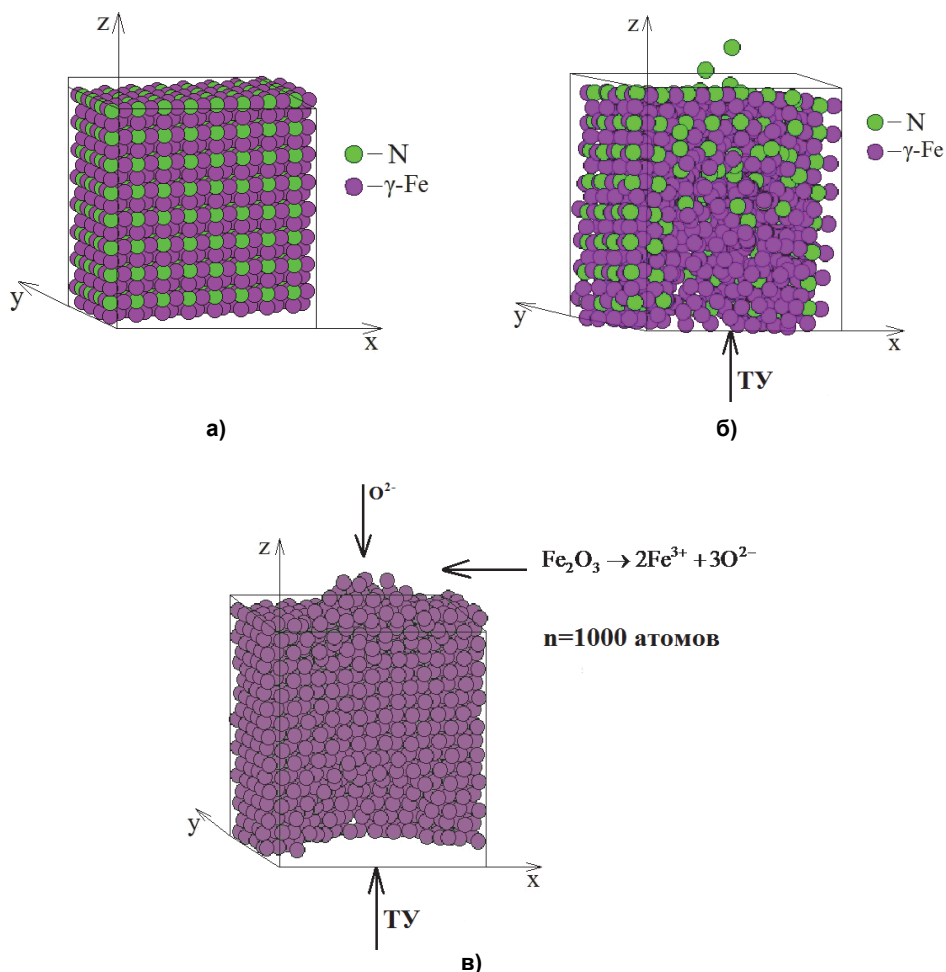 z
– N
– γ-Fe
y
x
а)
z
– N
– γ-Fe
y
x
ТУ
б)
O²⁻
z
Fe₂O₃ → 2Fe³⁺ + 3O²⁻
n=1000 атомов
y
x
ТУ
в)